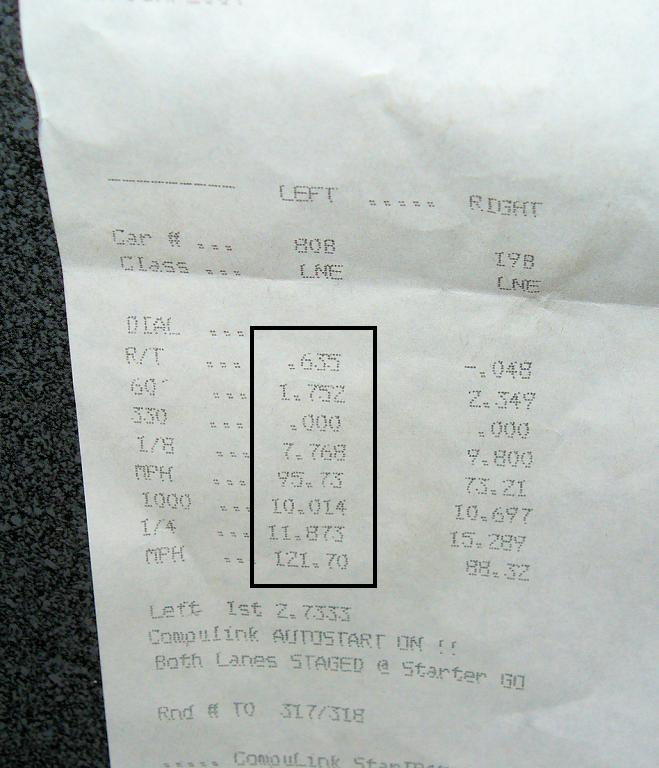 ---------- LEFT ..... RIGHT
Car # ... 808 198
Class ... LNE LNE
DIAL ...
R/T ... .635 -.048
60' ... 1.752 2.349
330 ... .000 .000
1/8 ... 7.768 9.800
MPH ... 95.73 73.21
1000 ... 10.014 10.697
1/4 ... 11.873 15.289
MPH ... 121.70 88.32
Left 1st 2.7333
Compulink AUTOSTART ON !!
Both Lanes STAGED @ Starter GO
Rnd # TO 317/318
..... CompuLink